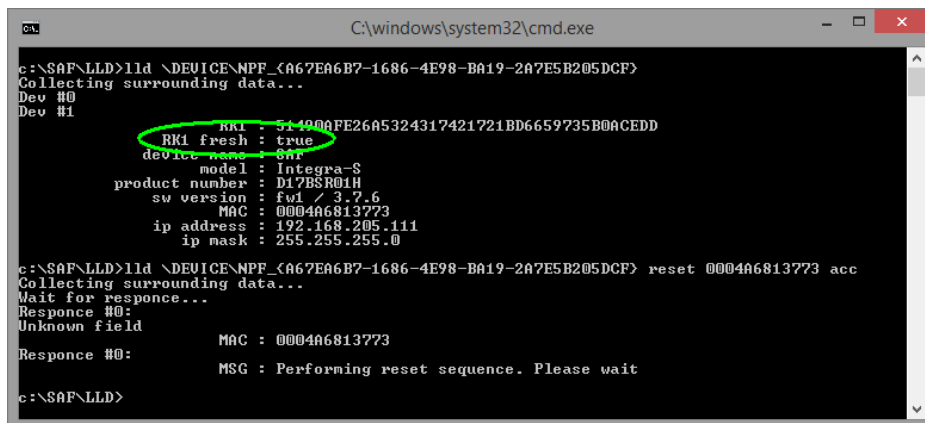 C:\windows\system32\cmd.exe
c:\SAF\LLD>lld \DEVICE\NPF_{A67EA6B7-1686-4E98-BA19-2A7E5B205DCF}
Collecting surrounding data...
Dev #0
Dev #1
RK1 : 51490AFE26A5324317421721BD6659735B0ACEDD
RK1 fresh : true
device name : SAF
model : Integra-S
product number : D17BSR01H
sw version : fw1 / 3.7.6
MAC : 0004A6813773
ip address : 192.168.205.111
ip mask : 255.255.255.0
c:\SAF\LLD>lld \DEVICE\NPF_{A67EA6B7-1686-4E98-BA19-2A7E5B205DCF} reset 0004A6813773 acc
Collecting surrounding data...
Wait for responce...
Responce #0:
Unknown field
MAC : 0004A6813773
Responce #0:
MSG : Performing reset sequence. Please wait
c:\SAF\LLD>